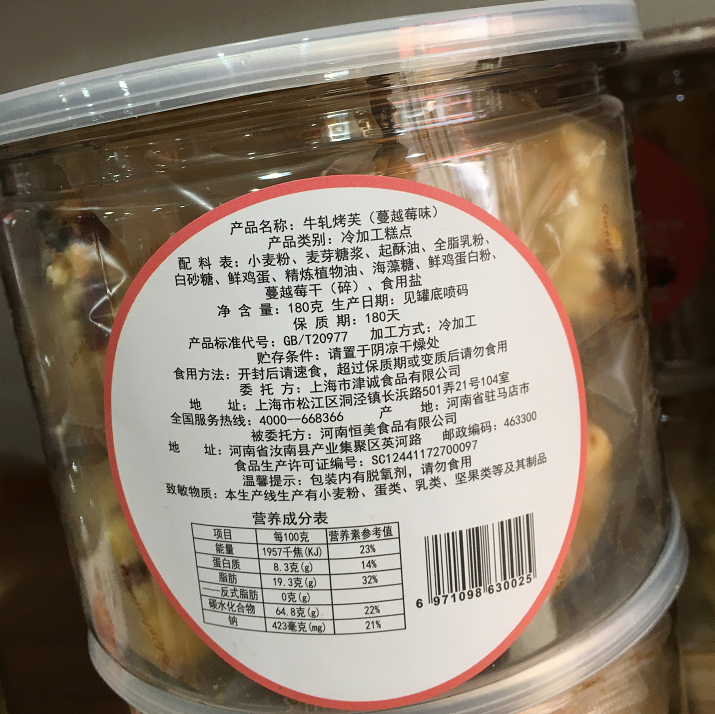 产品名称：牛轧烤芙（蔓越莓味）
产品类别：冷加工糕点
配 料 表：小麦粉、麦芽糖浆、起酥油、全脂乳粉、
白砂糖、鲜鸡蛋、精炼植物油、海藻糖、鲜鸡蛋白粉、
蔓越莓干（碎）、食用盐
净 含 量：180克 生产日期：见罐底喷码
保 质 期：180天
产品标准代号：GB/T20977 加工方式：冷加工
贮存条件：请置于阴凉干燥处
食用方法：开封后请速食，超过保质期或变质后请勿食用
委 托 方：上海市津诚食品有限公司
地 址：上海市松江区洞泾镇长浜路501弄21号104室
全国服务热线：4000--668366 产 地：河南省驻马店市
被委托方：河南恒美食品有限公司
地 址：河南省汝南县产业集聚区英河路 邮政编码：463300
食品生产许可证编号：SC12441172700097
温馨提示：包装内有脱氧剂，请勿食用
致敏物质：本生产线生产有小麦粉、蛋类、乳类、坚果类等及其制品
营养成分表
项目 每100克 营养素参考值
能量 1957千焦(KJ) 23%
蛋白质 8.3克(g) 14%
脂肪 19.3克(g) 32%
反式脂肪 0克(g)
碳水化合物 64.8克(g) 22%
钠 423毫克(mg) 21%
6 971098 630025